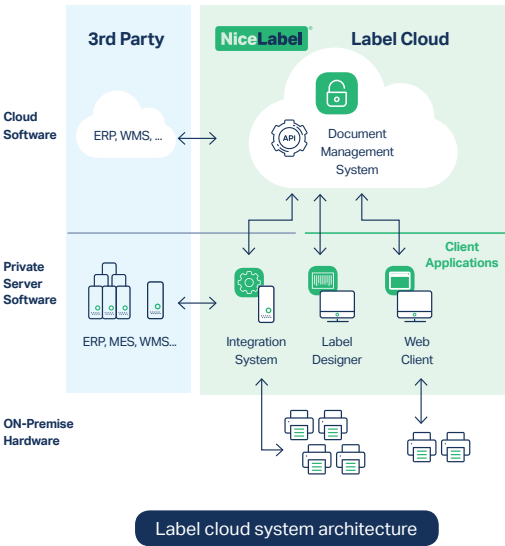 3rd Party
NiceLabel®
Label Cloud
Cloud
Software
ERP, WMS, ...
API
Document
Management
System
Client
Applications
Private
Server
Software
ERP, MES, WMS...
Integration
System
Label
Designer
Web
Client
ON-Premise
Hardware
Label cloud system architecture